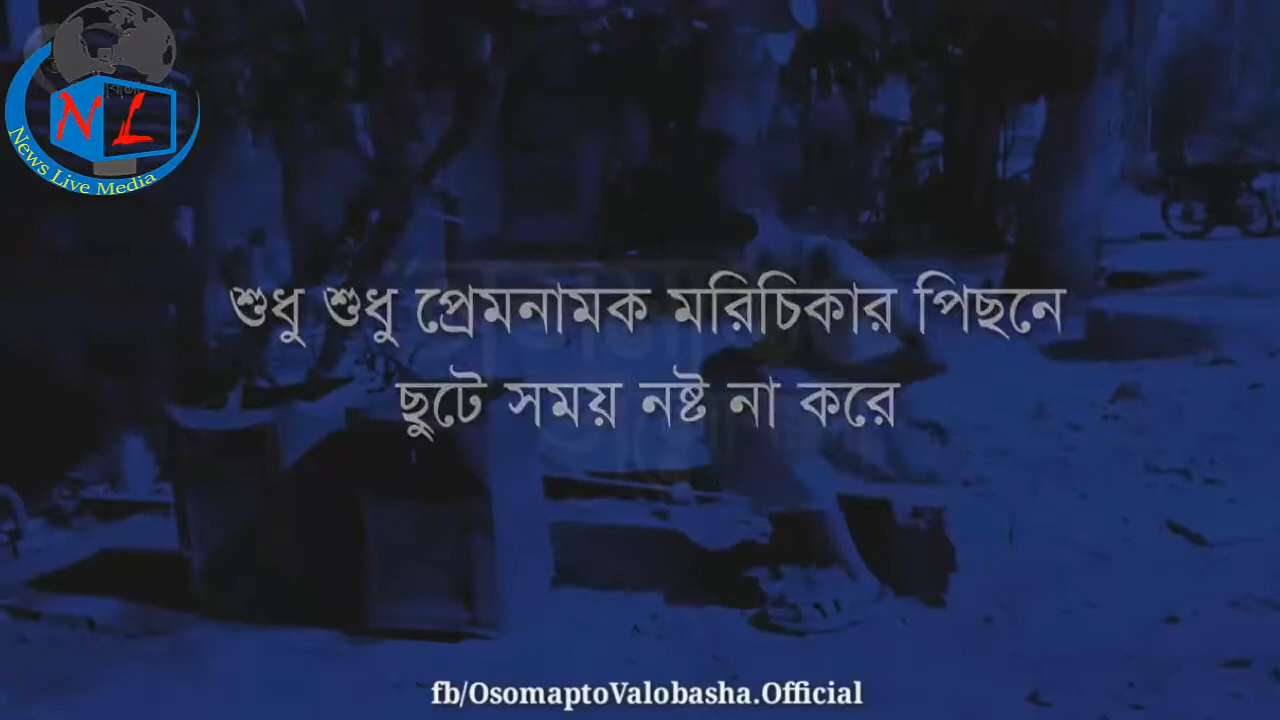 NL
News Live Media
শুধু শুধু প্রেমনামক মরিচিকার পিছনে
ছুটে সময় নষ্ট না করে
fb/OsomaptoValobasha.Official